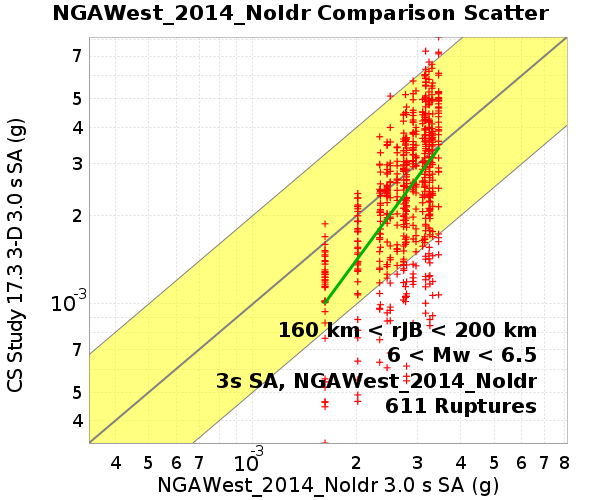 NGAWest_2014_NoIdr Comparison Scatter
CS Study 17.3 3-D 3.0 s SA (g)
7
5
4
3
2
10-3
7
5
4
160 km < rJB < 200 km
6 < Mw < 6.5
3s SA, NGAWest_2014_NoIdr
611 Ruptures
4 5 6 7 10-3 2 3 4 5 6 7 8
NGAWest_2014_NoIdr 3.0 s SA (g)